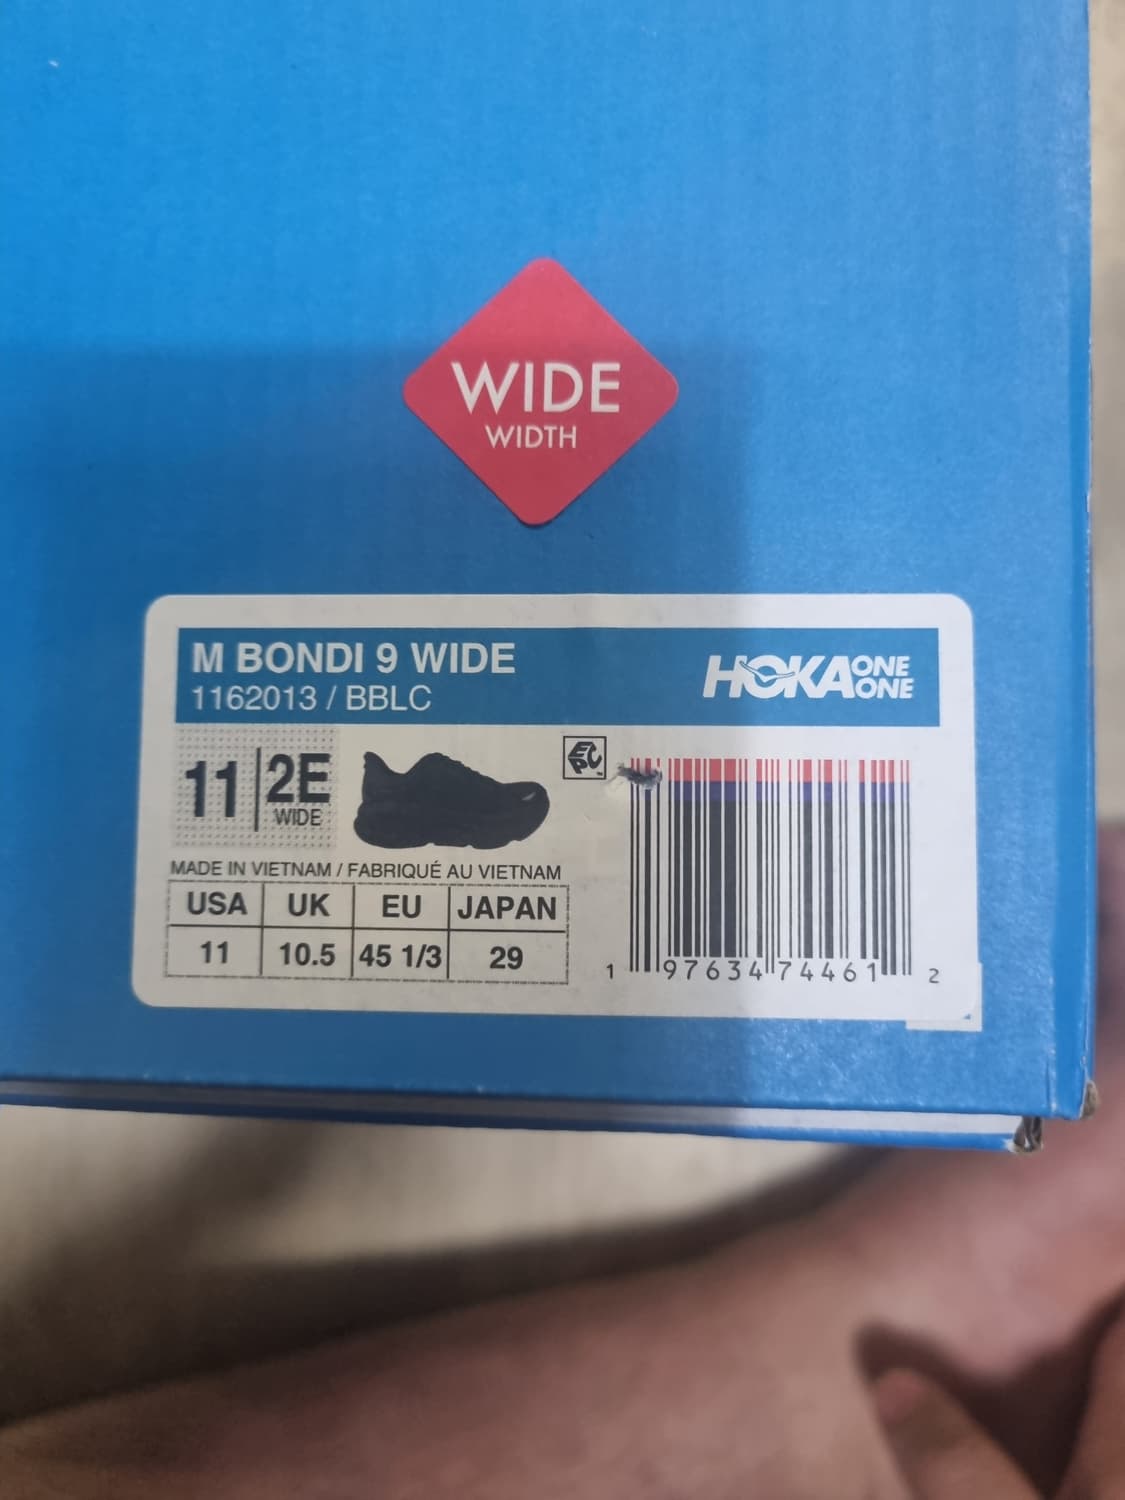 WIDE
WIDTH
M BONDI 9 WIDE
1162013 / BBLC
HOKA ONE ONE
11 2E
WIDE
EPC
MADE IN VIETNAM / FABRIQUÉ AU VIETNAM
USA UK EU JAPAN
11 10.5 45 1/3 29
1 97634 74461 2